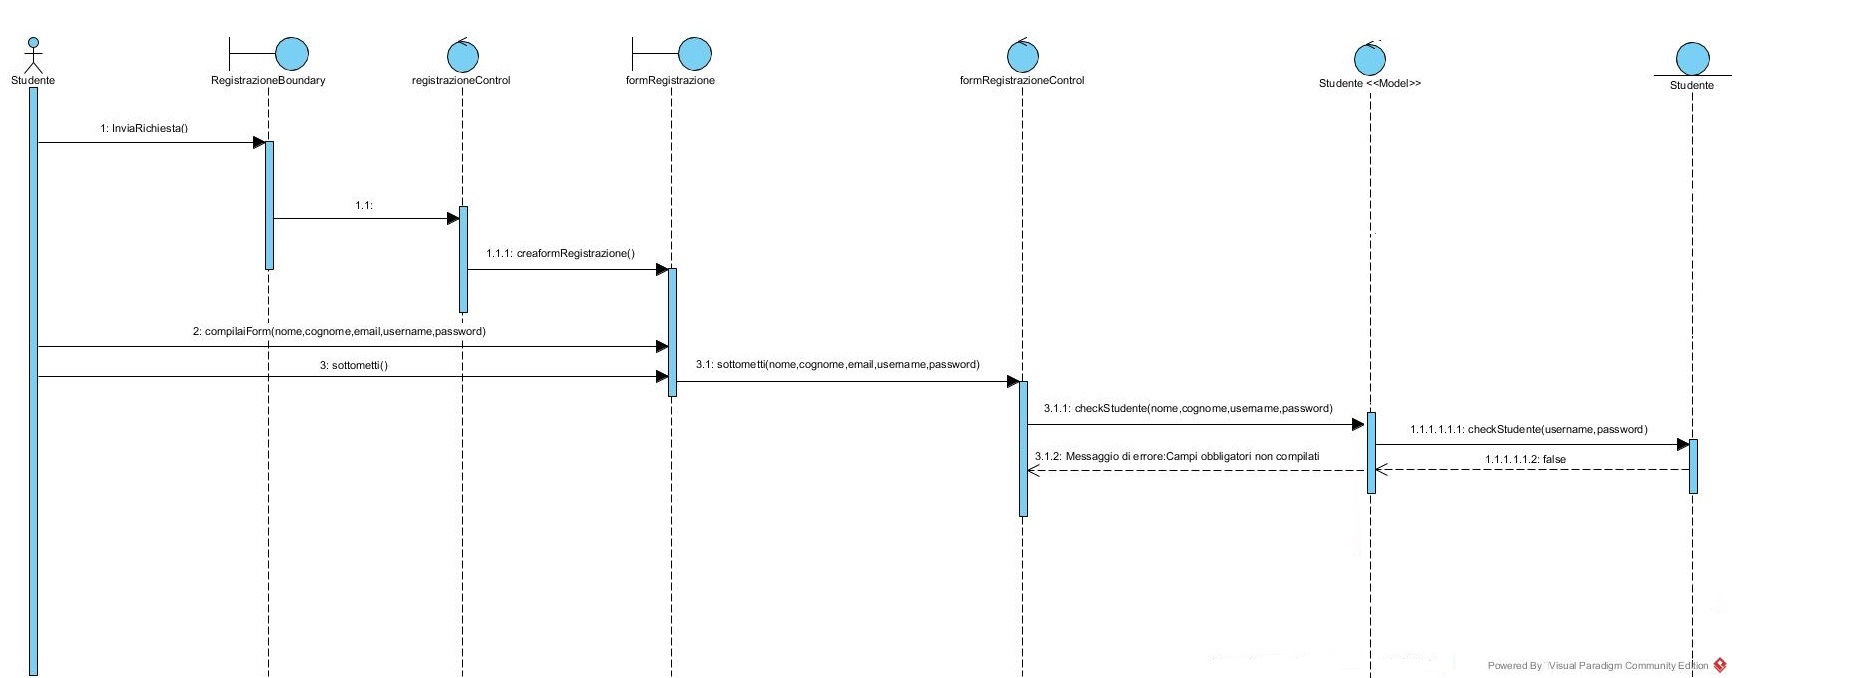 Studente
RegistrazioneBoundary
registrazioneControl
formRegistrazione
formRegistrazioneControl
Studente <<Model>>
Studente
1: InviaRichiesta()
1.1:
1.1.1: creaformRegistrazione()
2: compilaiForm(nome,cognome,email,username,password)
3: sottometti()
3.1: sottometti(nome,cognome,email,username,password)
3.1.1: checkStudente(nome,cognome,username,password)
1.1.1.1.1.1: checkStudente(username,password)
3.1.2: Messaggio di errore:Campi obbligatori non compilati
1.1.1.1.1.2: false
Powered By Visual Paradigm Community Edition